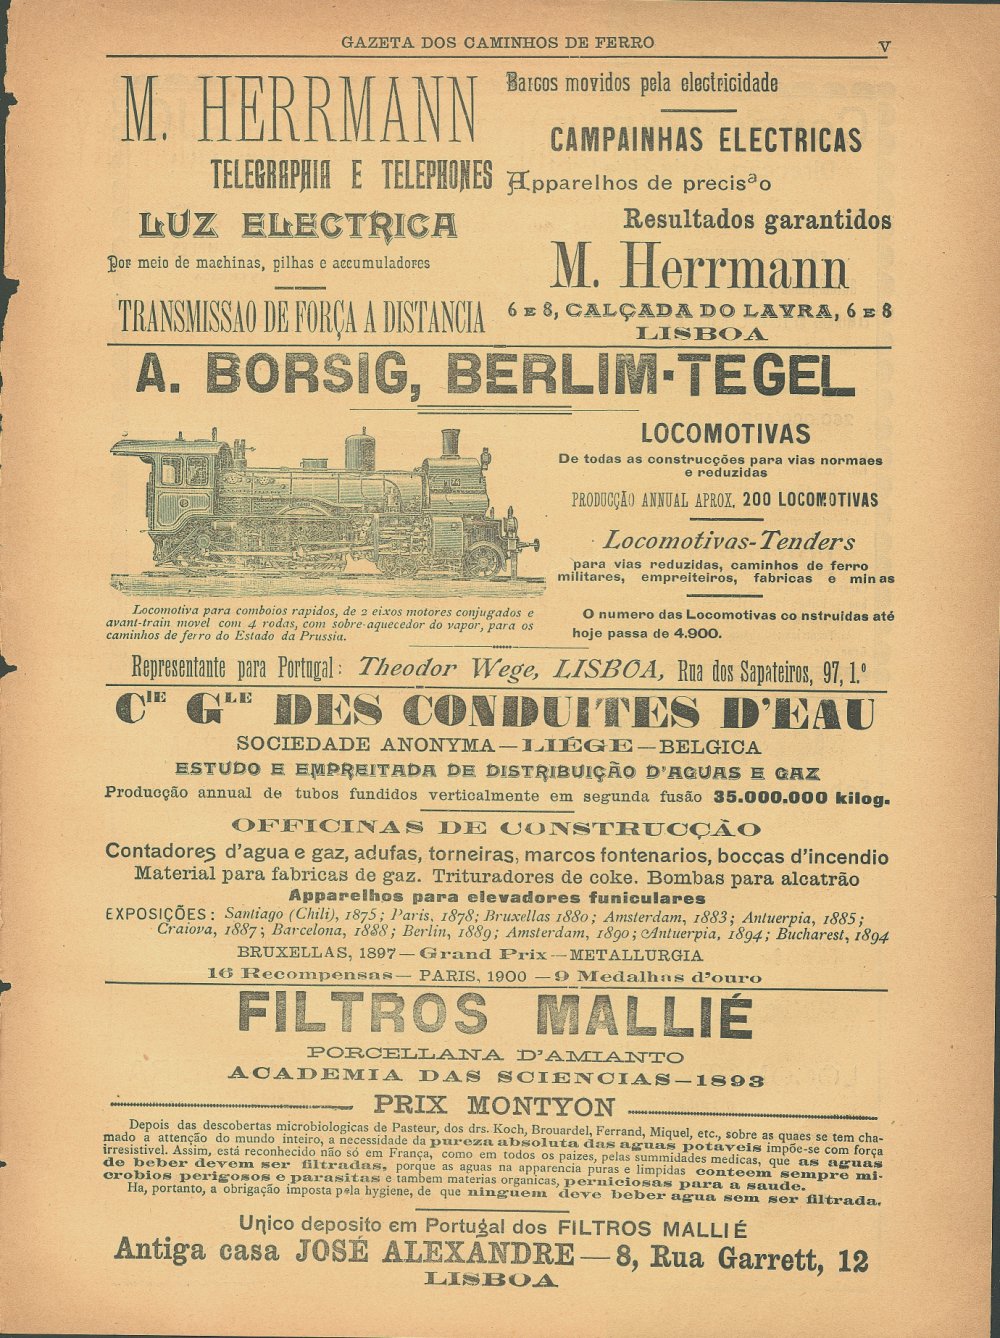 GAZETA DOS CAMINHOS DE FERRO
V
M. HERRMANN
TELEGRAPHIA E TELEPHONES
LUZ ELECTRICA
Por meio de machinas, pilhas e accumuladores
TRANSMISSAO DE FORÇA A DISTANCIA
Barcos movidos pela electricidade
CAMPAINHAS ELECTRICAS
Apparelhos de precisão
Resultados garantidos
M. Herrmann
6 E 8, CALÇADA DO LAVRA, 6 E 8
LISBOA
A. BORSIG, BERLIM-TEGEL
Locomotiva para comboios rapidos, de 2 eixos motores conjugados e
avant-train movel com 4 rodas, com sobre-aquecedor do vapor, para os
caminhos de ferro do Estado da Prussia.
LOCOMOTIVAS
De todas as construcções para vias normaes
e reduzidas
PRODUCÇÃO ANNUAL APROX. 200 LOCOMOTIVAS
Locomotivas-Tenders
para vias reduzidas, caminhos de ferro
militares, empreiteiros, fabricas e minas
O numero das Locomotivas co nstruidas até
hoje passa de 4.900.
Representante para Portugal: Theodor Wege, LISBOA, Rua dos Sapateiros, 97, 1.º
CIE GLE DES CONDUITES D'EAU
SOCIEDADE ANONYMA—LIÉGE—BELGICA
ESTUDO E EMPREITADA DE DISTRIBUIÇÃO D'AGUAS E GAZ
Producção annual de tubos fundidos verticalmente em segunda fusão 35.000.000 kilog.
OFFICINAS DE CONSTRUCÇÃO
Contadores d'agua e gaz, adufas, torneiras, marcos fontenarios, boccas d'incendio
Material para fabricas de gaz. Trituradores de coke. Bombas para alcatrão
Apparelhos para elevadores funiculares
EXPOSIÇÕES: Santiago (Chili), 1875; Paris, 1878; Bruxellas 1880; Amsterdam, 1883; Antuerpia, 1885;
Craiova, 1887; Barcelona, 1888; Berlin, 1889; Amsterdam, 1890; Antuerpia, 1894; Bucharest, 1894
BRUXELLAS, 1897—Grand Prix—METALLURGIA
16 Recompensas—PARIS, 1900—9 Medalhas d'ouro
FILTROS MALLIÉ
PORCELLANA D'AMIANTO
ACADEMIA DAS SCIENCIAS—1893
PRIX MONTYON
Depois das descobertas microbiologicas de Pasteur, dos drs. Koch, Brouardel, Ferrand, Miquel, etc., sobre as quaes se tem cha-
mado a attenção do mundo inteiro, a necessidade da pureza absoluta das aguas potaveis impõe-se com força
irresistivel. Assim, está reconhecido não só em França, como em todos os paizes, pelas summidades medicas, que as aguas
de beber devem ser filtradas, porque as aguas na apparencia puras e limpidas conteem sempre mi-
crobios perigosos e parasitas e tambem materias organicas, perniciosas para a saude.
Ha, portanto, a obrigação imposta pela hygiene, de que ninguem deve beber agua sem ser filtrada.
Unico deposito em Portugal dos FILTROS MALLIÉ
Antiga casa JOSÉ ALEXANDRE—8, Rua Garrett, 12
LISBOA